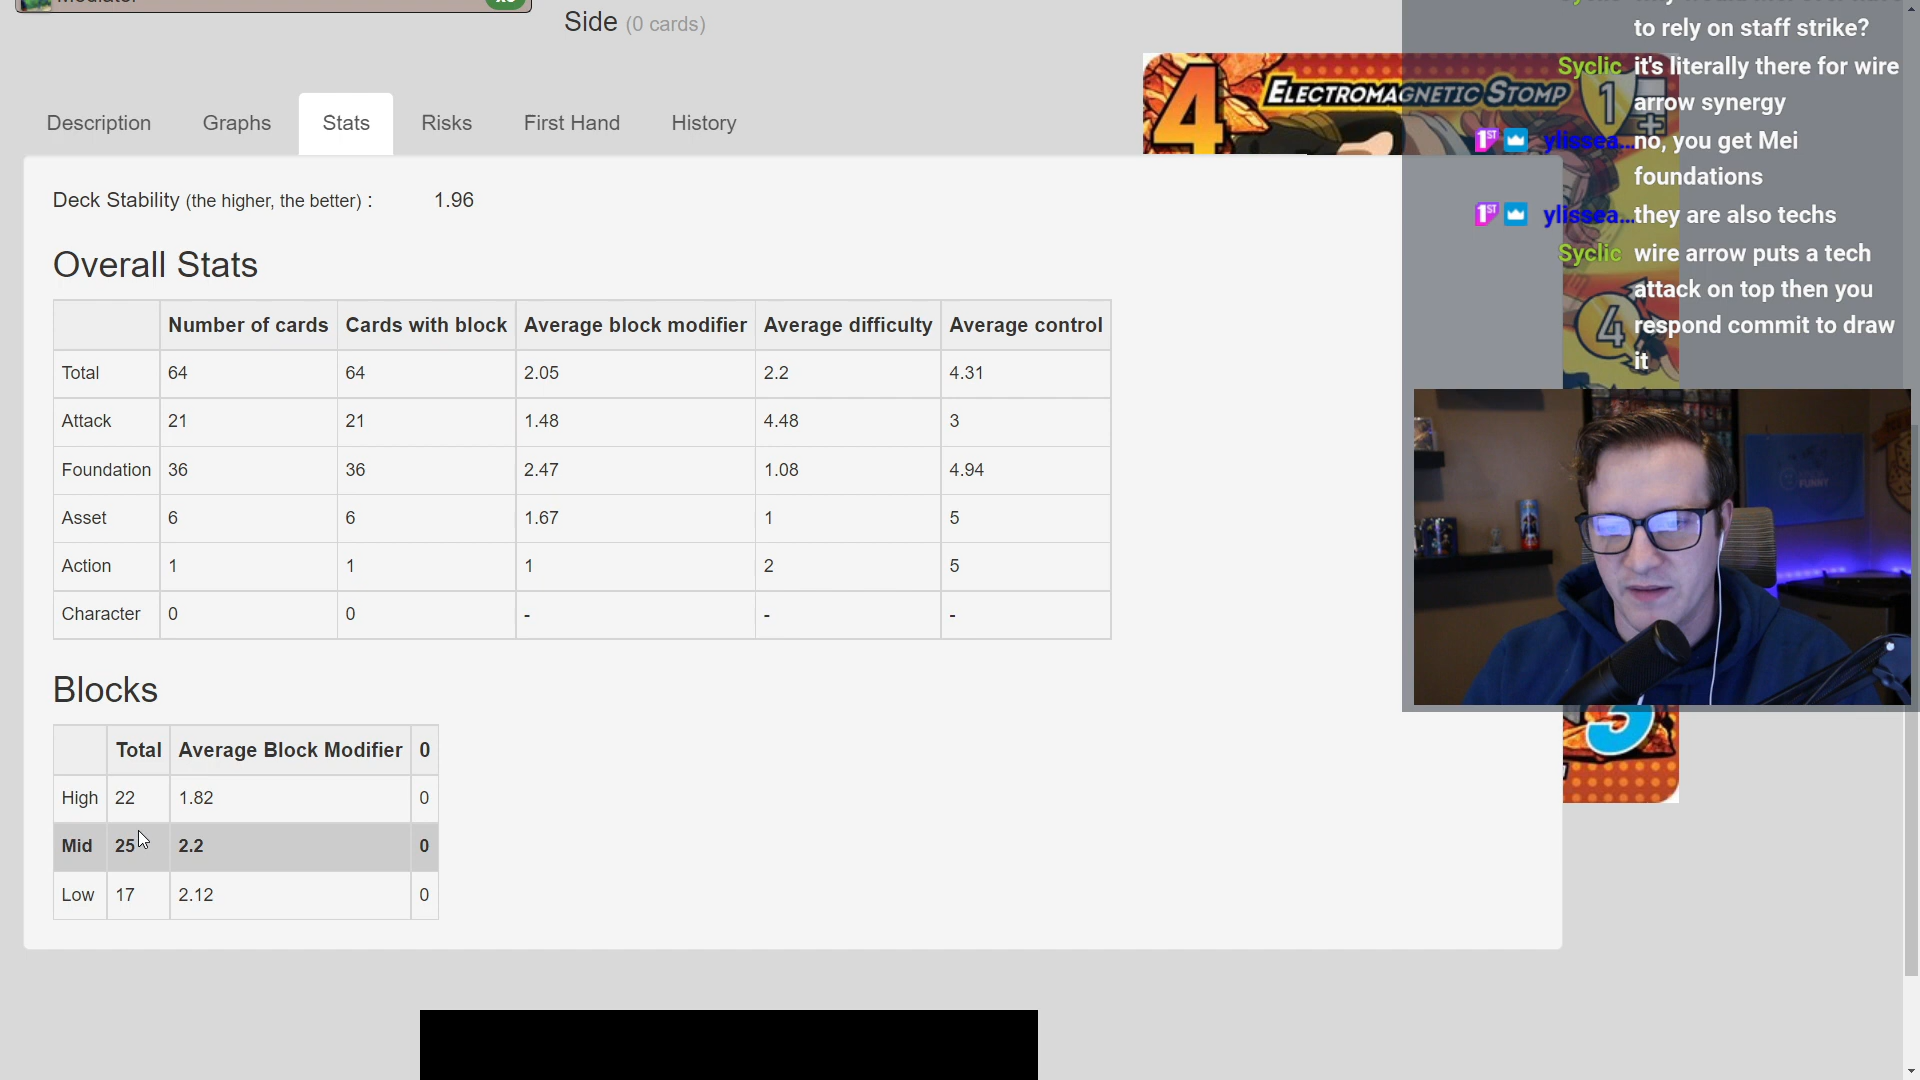 Side (0 cards)
to rely on staff strike?
4 ELECTROMAGNETIC STOMP 1
Syclic it's literally there for wire
arrow synergy
Description Graphs Stats Risks First Hand History
1ST ylissea... no, you get Mei
foundations
Deck Stability (the higher, the better) : 1.96
1ST ylissea... they are also techs
Syclic wire arrow puts a tech
attack on top then you
respond commit to draw
it
4
Overall Stats
Number of cards Cards with block Average block modifier Average difficulty Average control
Total 64 64 2.05 2.2 4.31
Attack 21 21 1.48 4.48 3
Foundation 36 36 2.47 1.08 4.94
Asset 6 6 1.67 1 5
Action 1 1 1 2 5
Character 0 0 - - -
Blocks
Total Average Block Modifier 0
High 22 1.82 0
Mid 25 2.2 0
Low 17 2.12 0